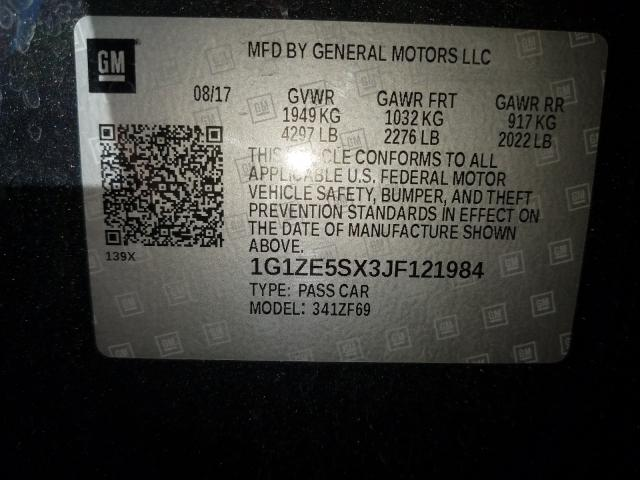 GM
MFD BY GENERAL MOTORS LLC
08/17 GVWR GAWR FRT GAWR RR
1949 KG 1032 KG 917 KG
4297 LB 2276 LB 2022 LB
CONFORMS TO ALL
APPLICABLE U.S. FEDERAL MOTOR
VEHICLE SAFETY, BUMPER, AND THEFT
PREVENTION STANDARDS IN EFFECT ON
THE DATE OF MANUFACTURE SHOWN
ABOVE.
139X
1G1ZE5SX3JF121984
TYPE: PASS CAR
MODEL: 341ZF69